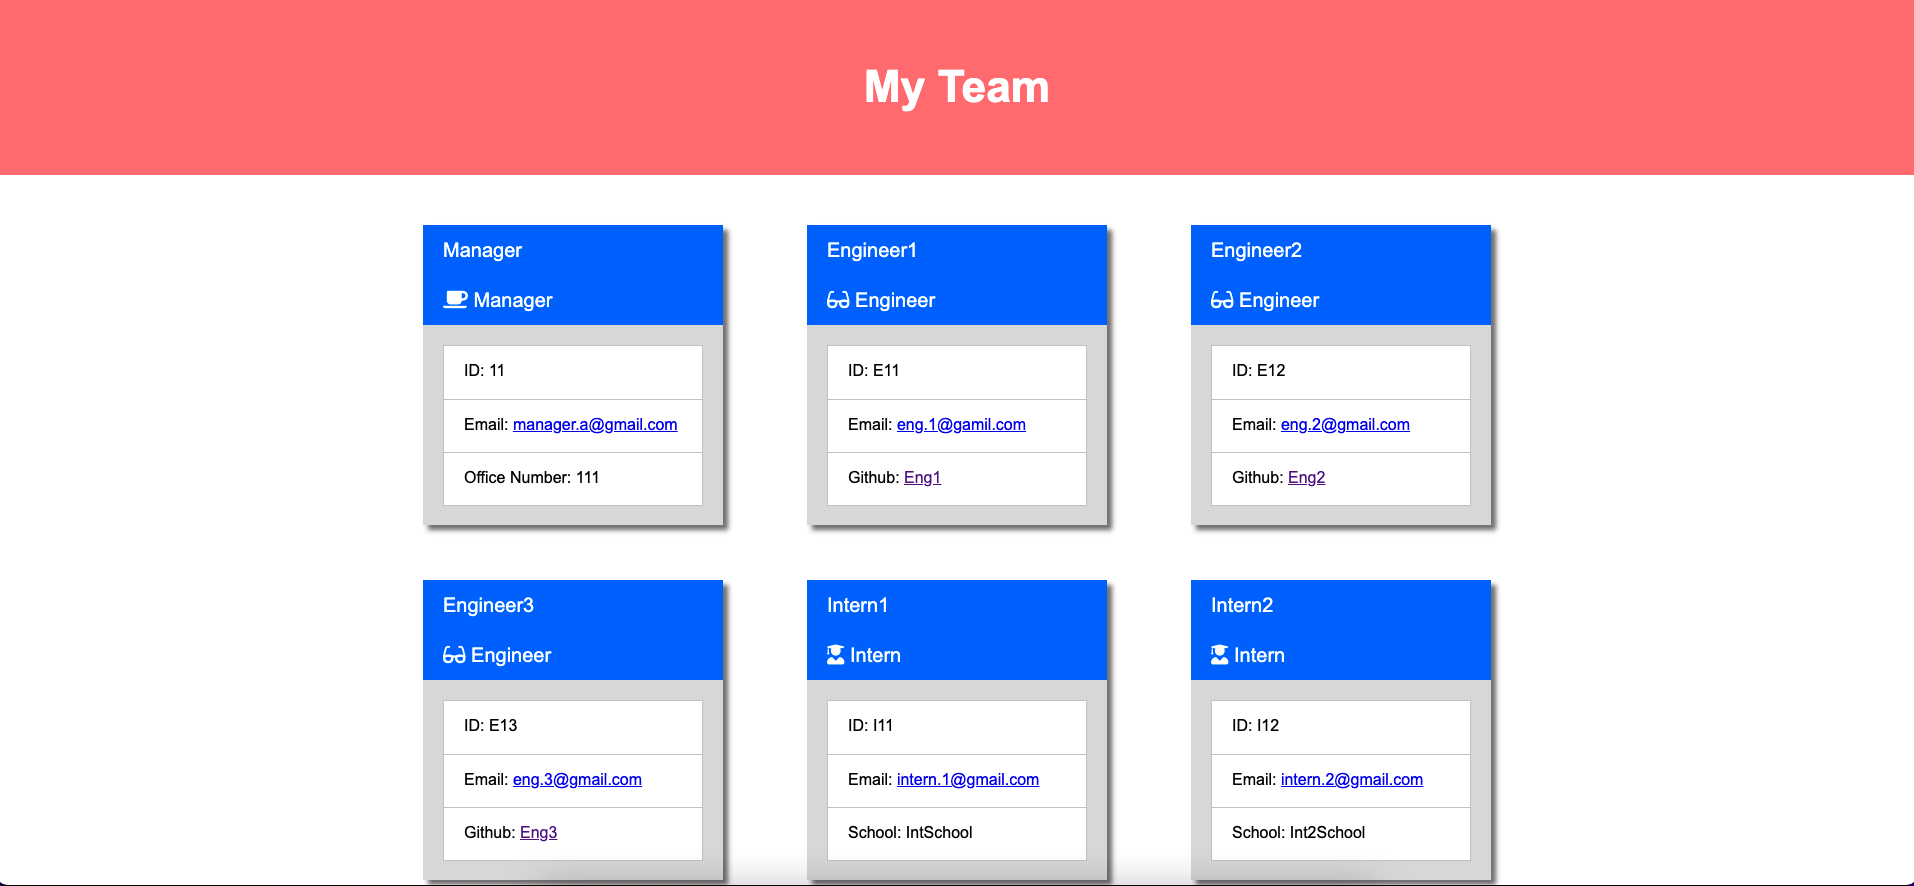 My Team
Manager
Manager
ID: 11
Email: manager.a@gmail.com
Office Number: 111
Engineer1
Engineer
ID: E11
Email: eng.1@gamil.com
Github: Eng1
Engineer2
Engineer
ID: E12
Email: eng.2@gmail.com
Github: Eng2
Engineer3
Engineer
ID: E13
Email: eng.3@gmail.com
Github: Eng3
Intern1
Intern
ID: I11
Email: intern.1@gmail.com
School: IntSchool
Intern2
Intern
ID: I12
Email: intern.2@gmail.com
School: Int2School